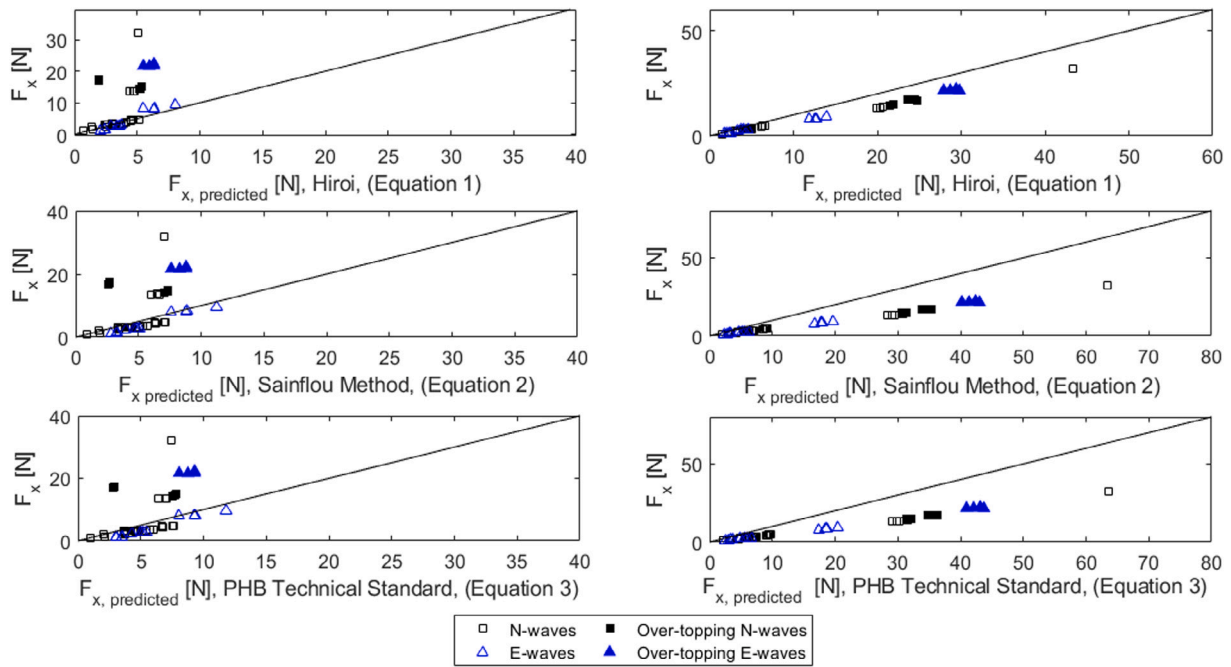 30
20
10
0
F_x [N]
0 5 10 15 20 25 30 35 40
F_x, predicted [N], Hiroi, (Equation 1)
50
0
F_x [N]
0 10 20 30 40 50 60
F_x, predicted [N], Hiroi, (Equation 1)
40
20
0
F_x [N]
0 5 10 15 20 25 30 35 40
F_x predicted [N], Sainflou Method, (Equation 2)
50
0
F_x [N]
0 10 20 30 40 50 60 70 80
F_x predicted [N], Sainflou Method, (Equation 2)
40
20
0
F_x [N]
0 5 10 15 20 25 30 35 40
F_x, predicted [N], PHB Technical Standard, (Equation 3)
50
0
F_x [N]
0 10 20 30 40 50 60 70 80
F_x, predicted [N], PHB Technical Standard, (Equation 3)
N-waves Over-topping N-waves
E-waves Over-topping E-waves